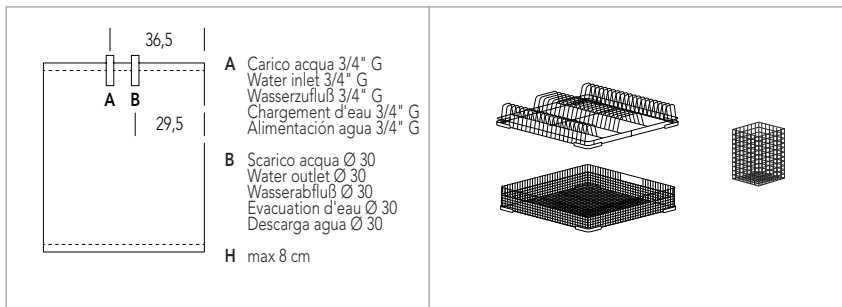 36,5
A B
29,5
A Carico acqua 3/4" G
Water inlet 3/4" G
Wasserzufluß 3/4" G
Chargement d'eau 3/4" G
Alimentación agua 3/4" G
B Scarico acqua Ø 30
Water outlet Ø 30
Wasserabfluß Ø 30
Evacuation d'eau Ø 30
Descarga agua Ø 30
H max 8 cm